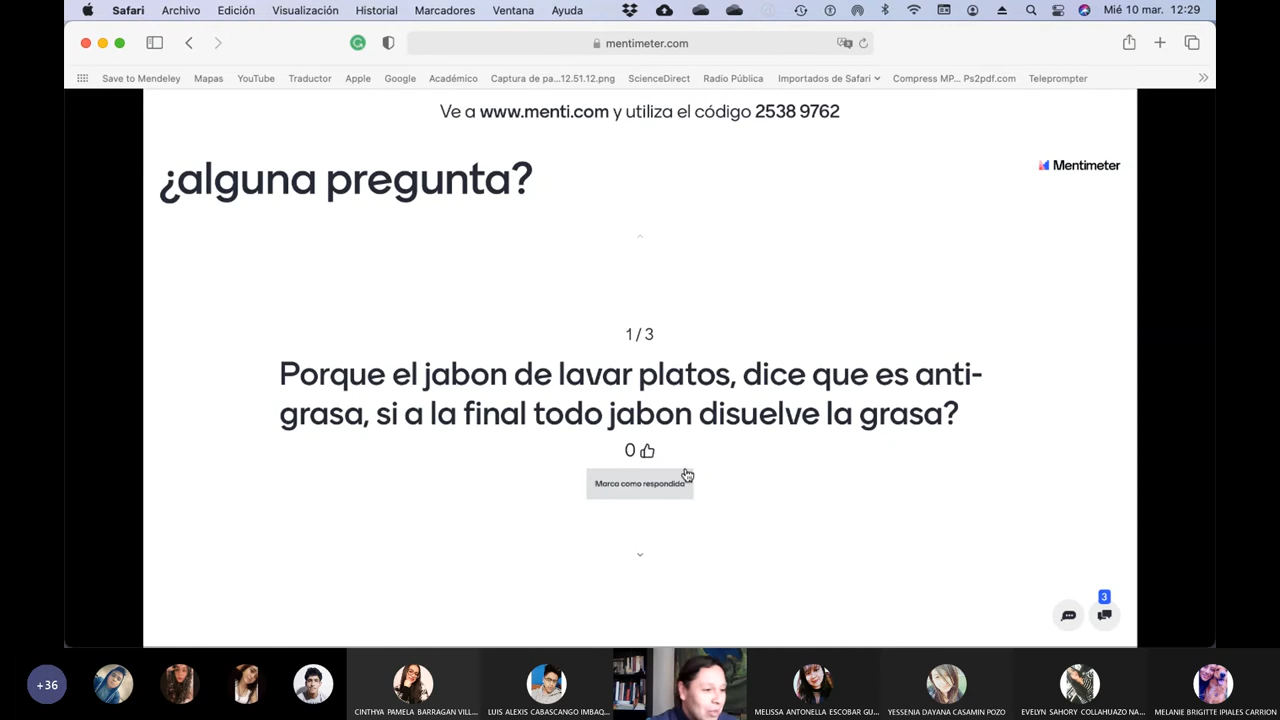 Safari Archivo Edición Visualización Historial Marcadores Ventana Ayuda Mié 10 mar. 12:29
mentimeter.com
Save to Mendeley Mapas YouTube Traductor Apple Google Académico Captura de pa...12.51.12.png ScienceDirect Radio Pública Importados de Safari Compress MP... Ps2pdf.com Teleprompter
Ve a www.menti.com y utiliza el código 2538 9762
¿alguna pregunta?
Mentimeter
1 / 3
Porque el jabon de lavar platos, dice que es anti-
grasa, si a la final todo jabon disuelve la grasa?
0
Marca como respondida
3
+36
CINTHYA PAMELA BARRAGAN VILL... LUIS ALEXIS CABASCANGO IMBAQ... MELISSA ANTONELLA ESCOBAR GU... YESSENIA DAYANA CASAMIN POZO EVELYN SAHORY COLLAHUAZO NA... MELANIE BRIGITTE IPIALES CARRION